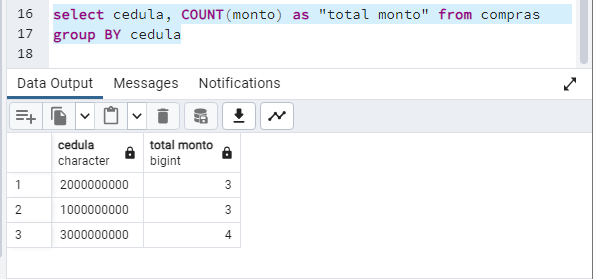 16 select cedula, COUNT(monto) as "total monto" from compras
17 group BY cedula
18
Data Output Messages Notifications
cedula total monto
character bigint
1 2000000000 3
2 1000000000 3
3 3000000000 4